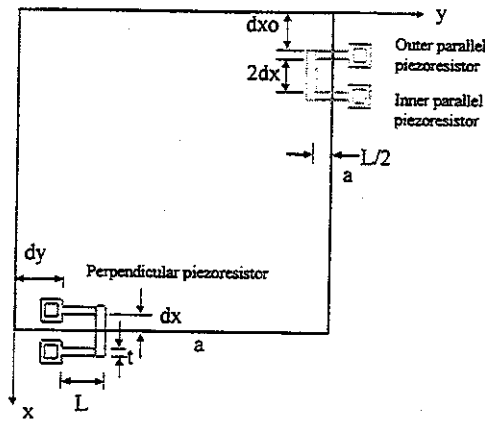 y
dxo
Outer parallel
piezoresistor
2dx
Inner parallel
piezoresistor
L/2
a
dy
Perpendicular piezoresistor
dx
a
t
L
x